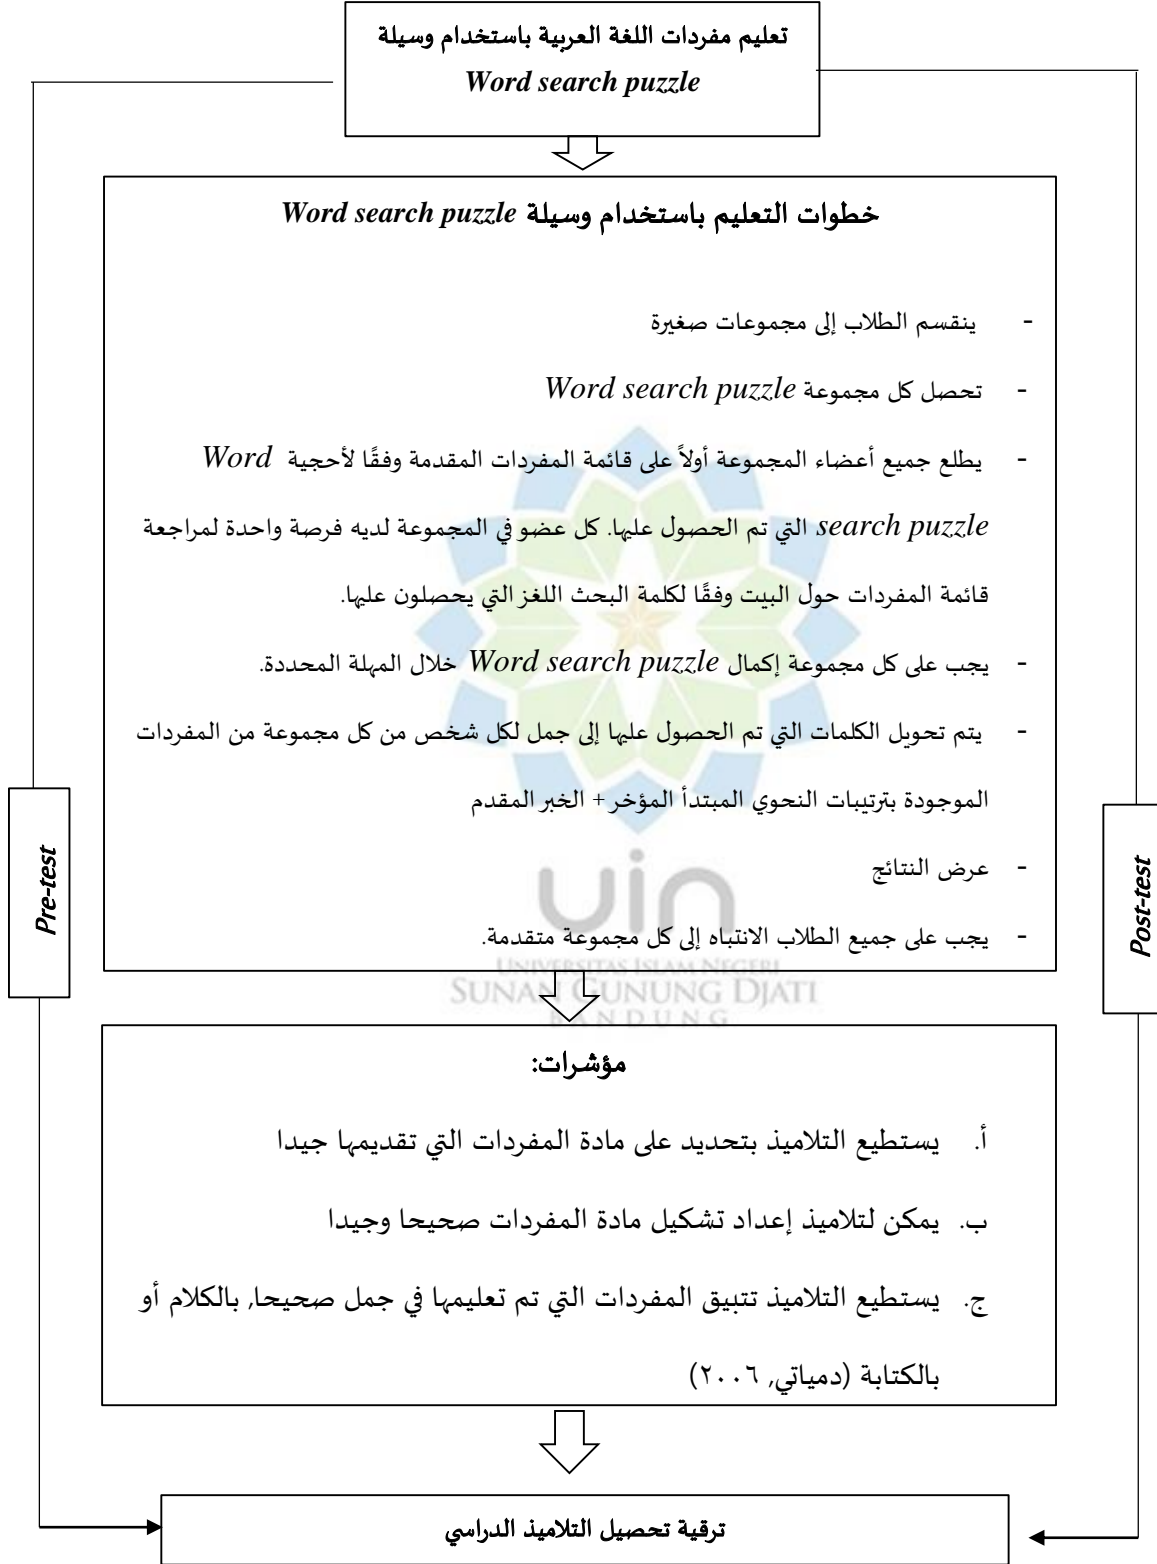 تعليم مفردات اللغة العربية باستخدام وسيلة
Word search puzzle
خطوات التعليم باستخدام وسيلة Word search puzzle
- ينقسم الطلاب إلى مجموعات صغيرة
- تحصل كل مجموعة Word search puzzle
- يطلع جميع أعضاء المجموعة أولاً على قائمة المفردات المقدمة وفقًا لأحجية Word
search puzzle التي تم الحصول عليها. كل عضو في المجموعة لديه فرصة واحدة لمراجعة
قائمة المفردات حول البيت وفقًا لكلمة البحث اللغز التي يحصلون عليها.
- يجب على كل مجموعة إكمال Word search puzzle خلال المهلة المحددة.
- يتم تحويل الكلمات التي تم الحصول عليها إلى جمل لكل شخص من كل مجموعة من المفردات
الموجودة بترتيبات النحوي المبتدأ المؤخر + الخبر المقدم
- عرض النتائج
- يجب على جميع الطلاب الانتباه إلى كل مجموعة متقدمة.
Pre-test
Post-test
uin
UNIVERSITAS ISLAM NEGERI
SUNAN GUNUNG DJATI
BANDUNG
مؤشرات:
أ. يستطيع التلاميذ بتحديد على مادة المفردات التي تقديمها جيدا
ب. يمكن لتلاميذ إعداد تشكيل مادة المفردات صحيحا وجيدا
ج. يستطيع التلاميذ تتبيق المفردات التي تم تعليمها في جمل صحيحا, بالكلام أو
بالكتابة (دمياتي, ٢٠٠٦)
ترقية تحصيل التلاميذ الدراسي